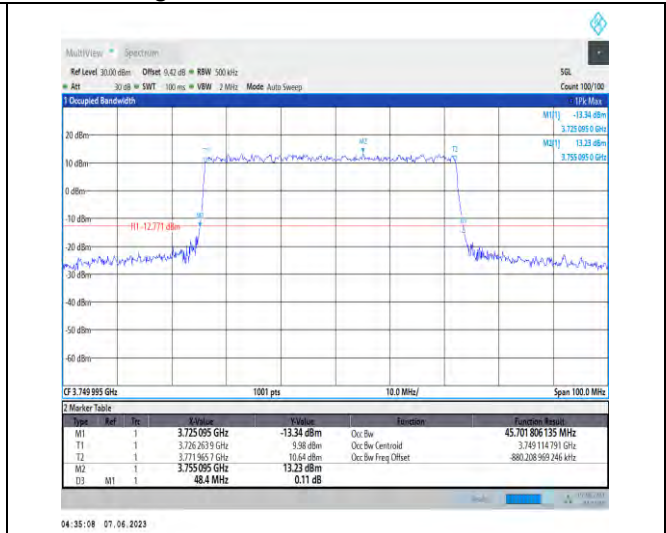 MultiView Spectrum
Ref Level 30.00 dBm Offset 9.42 dB RBW 500 kHz SGL
Att 30 dB SWT 100 ms VBW 2 MHz Mode Auto Sweep Count 100/100
1 Occupied Bandwidth 1Pk Max
M1[1] -13.34 dBm
3.725 095 0 GHz
M2[1] 13.23 dBm
3.755 095 0 GHz
20 dBm
M2
T2
10 dBm
0 dBm
-10 dBm
H1 -12.771 dBm
-20 dBm
-30 dBm
-40 dBm
-50 dBm
-60 dBm
CF 3.749 995 GHz 1001 pts 10.0 MHz/ Span 100.0 MHz
2 Marker Table
Type Ref Trc X-Value Y-Value Function Function Result
M1 1 3.725 095 GHz -13.34 dBm Occ Bw 45.701 806 135 MHz
T1 1 3.726 263 9 GHz 9.98 dBm Occ Bw Centroid 3.749 114 791 GHz
T2 1 3.771 965 7 GHz 10.64 dBm Occ Bw Freq Offset -880.208 969 246 kHz
M2 1 3.755 095 GHz 13.23 dBm
D3 M1 1 48.4 MHz 0.11 dB
04:35:08 07.06.2023